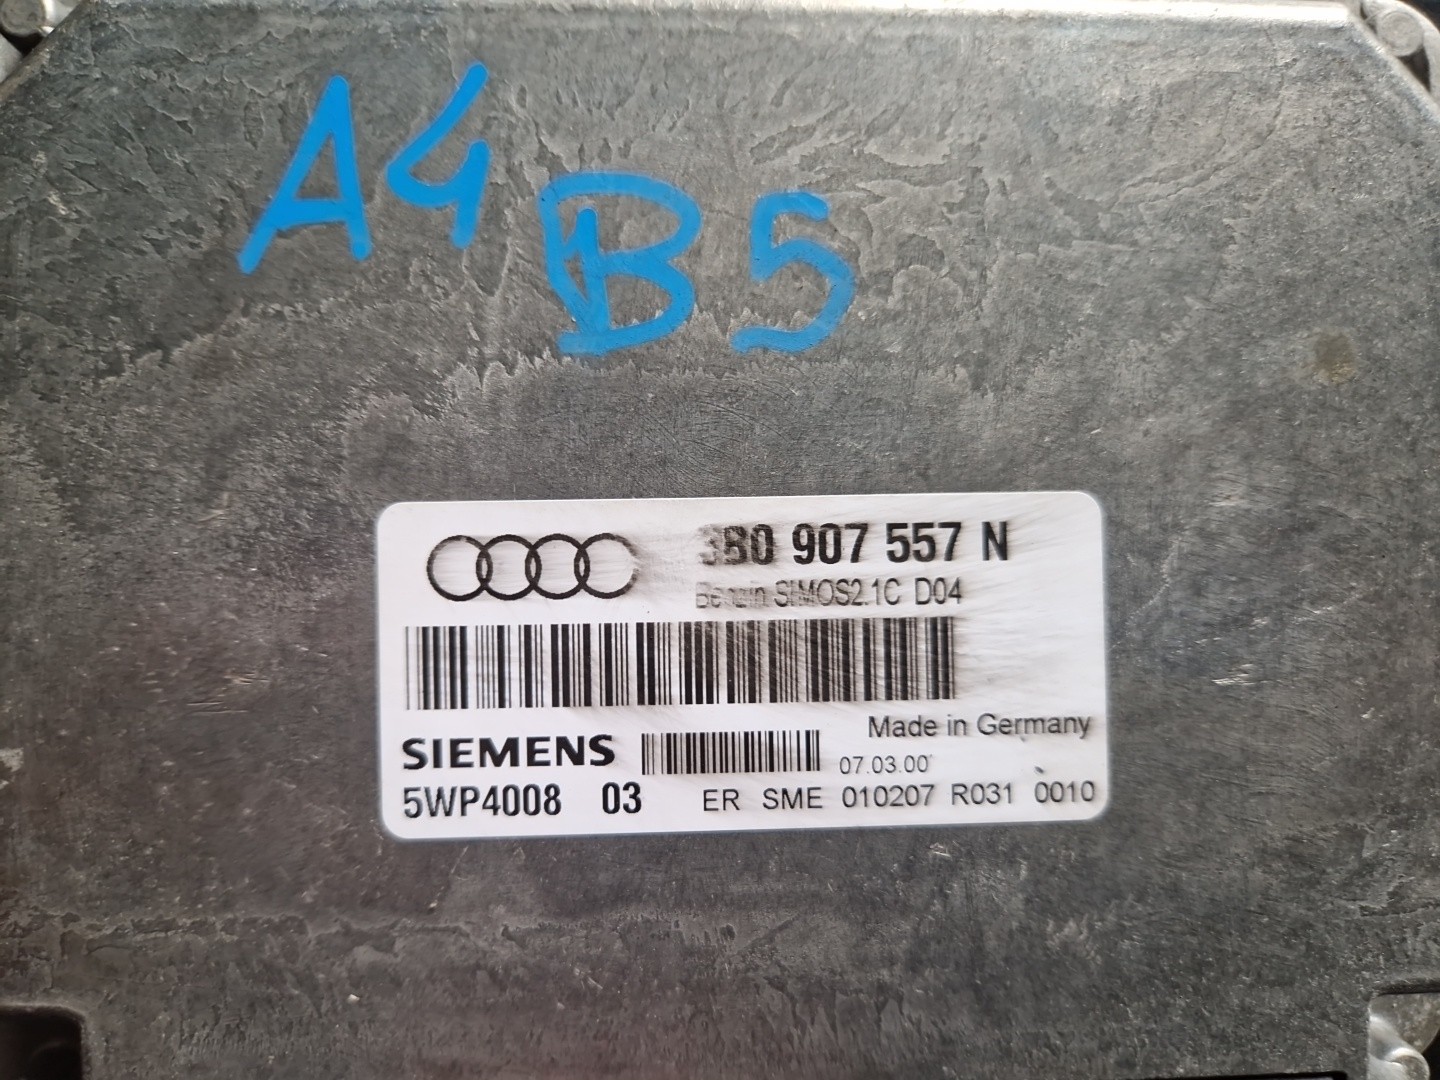 A4
B5
3B0 907 557 N
Benzin SIMOS2.1C D04
Made in Germany
SIEMENS
07.03.00
5WP4008 03 ER SME 010207 R031 0010